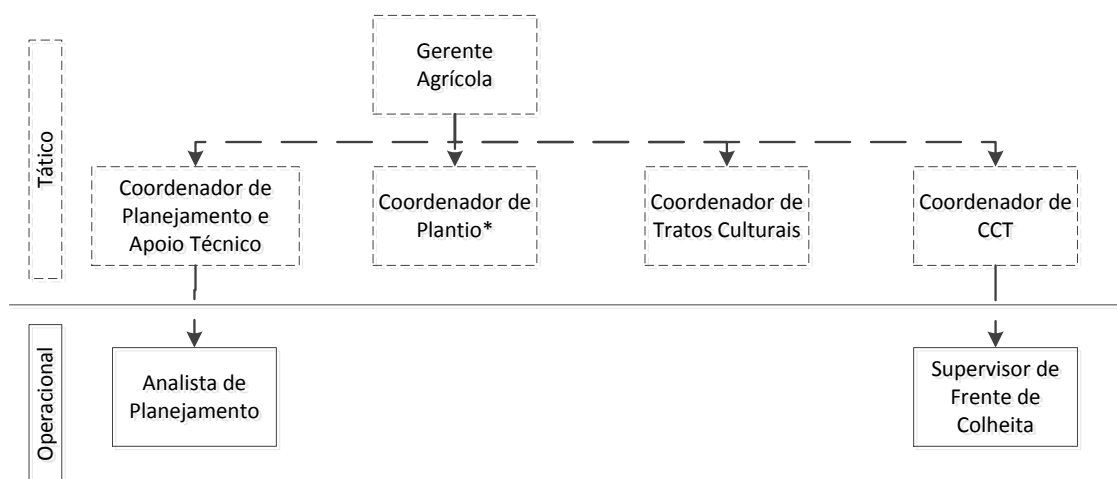 Gerente
Agrícola
Tático
Coordenador de
Planejamento e
Apoio Técnico
Coordenador de
Plantio*
Coordenador de
Tratos Culturais
Coordenador de
CCT
Operacional
Analista de
Planejamento
Supervisor de
Frente de
Colheita